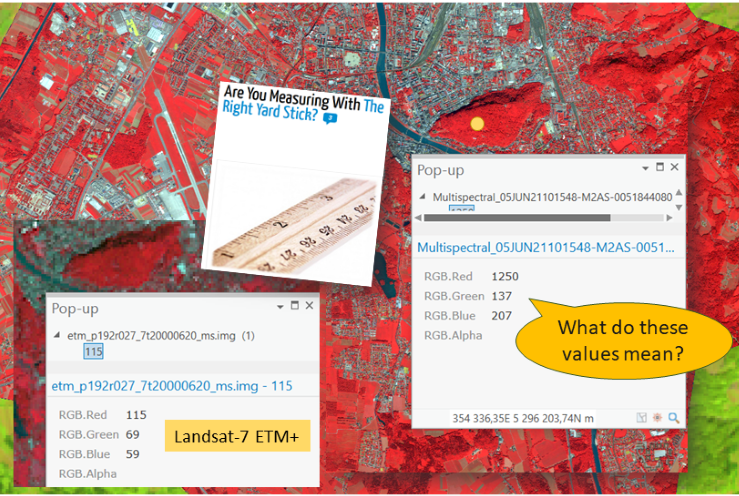 Are You Measuring With The
Right Yard Stick? 2
Pop-up
Multispectral_05JUN21101548-M2AS-0051844080
Multispectral_05JUN21101548-M2AS-0051...
RGB.Red 1250
RGB.Green 137
RGB.Blue 207
RGB.Alpha
354 336,35E 5 296 203,74N m
What do these
values mean?
Pop-up
etm_p192r027_7t20000620_ms.img (1)
115
etm_p192r027_7t20000620_ms.img - 115
RGB.Red 115
RGB.Green 69
RGB.Blue 59
RGB.Alpha
Landsat-7 ETM+